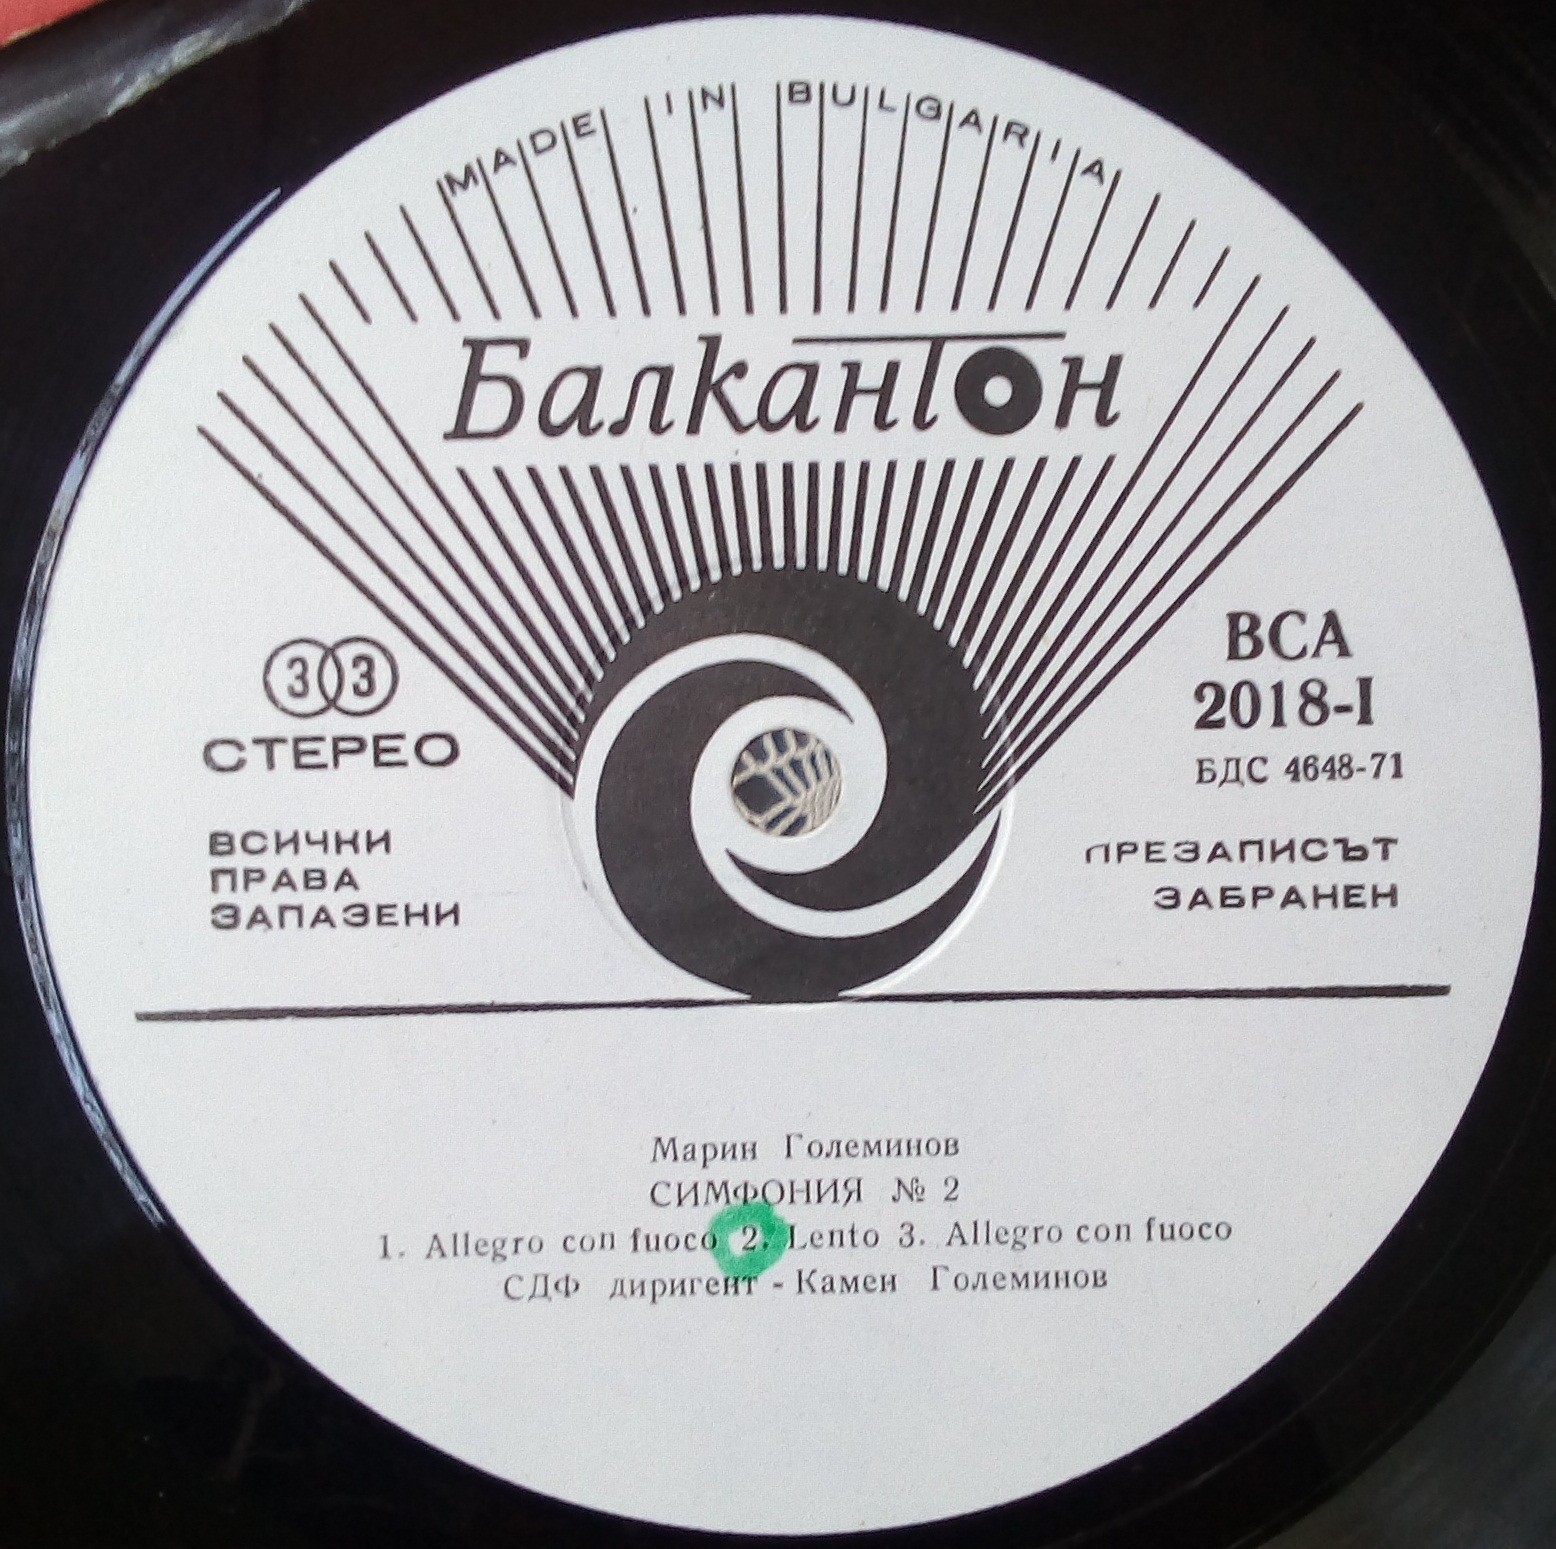 MADE IN BULGARIA
Балкантон
33
СТЕРЕО
ВСИЧКИ
ПРАВА
ЗАПАЗЕНИ
ВСА
2018-I
БДС 4648-71
ПРЕЗАПИСЪТ
ЗАБРАНЕН
Марин Големинов
СИМФОНИЯ № 2
1. Allegro con fuoco 2. Lento 3. Allegro con fuoco
СДФ диригент - Камен Големинов